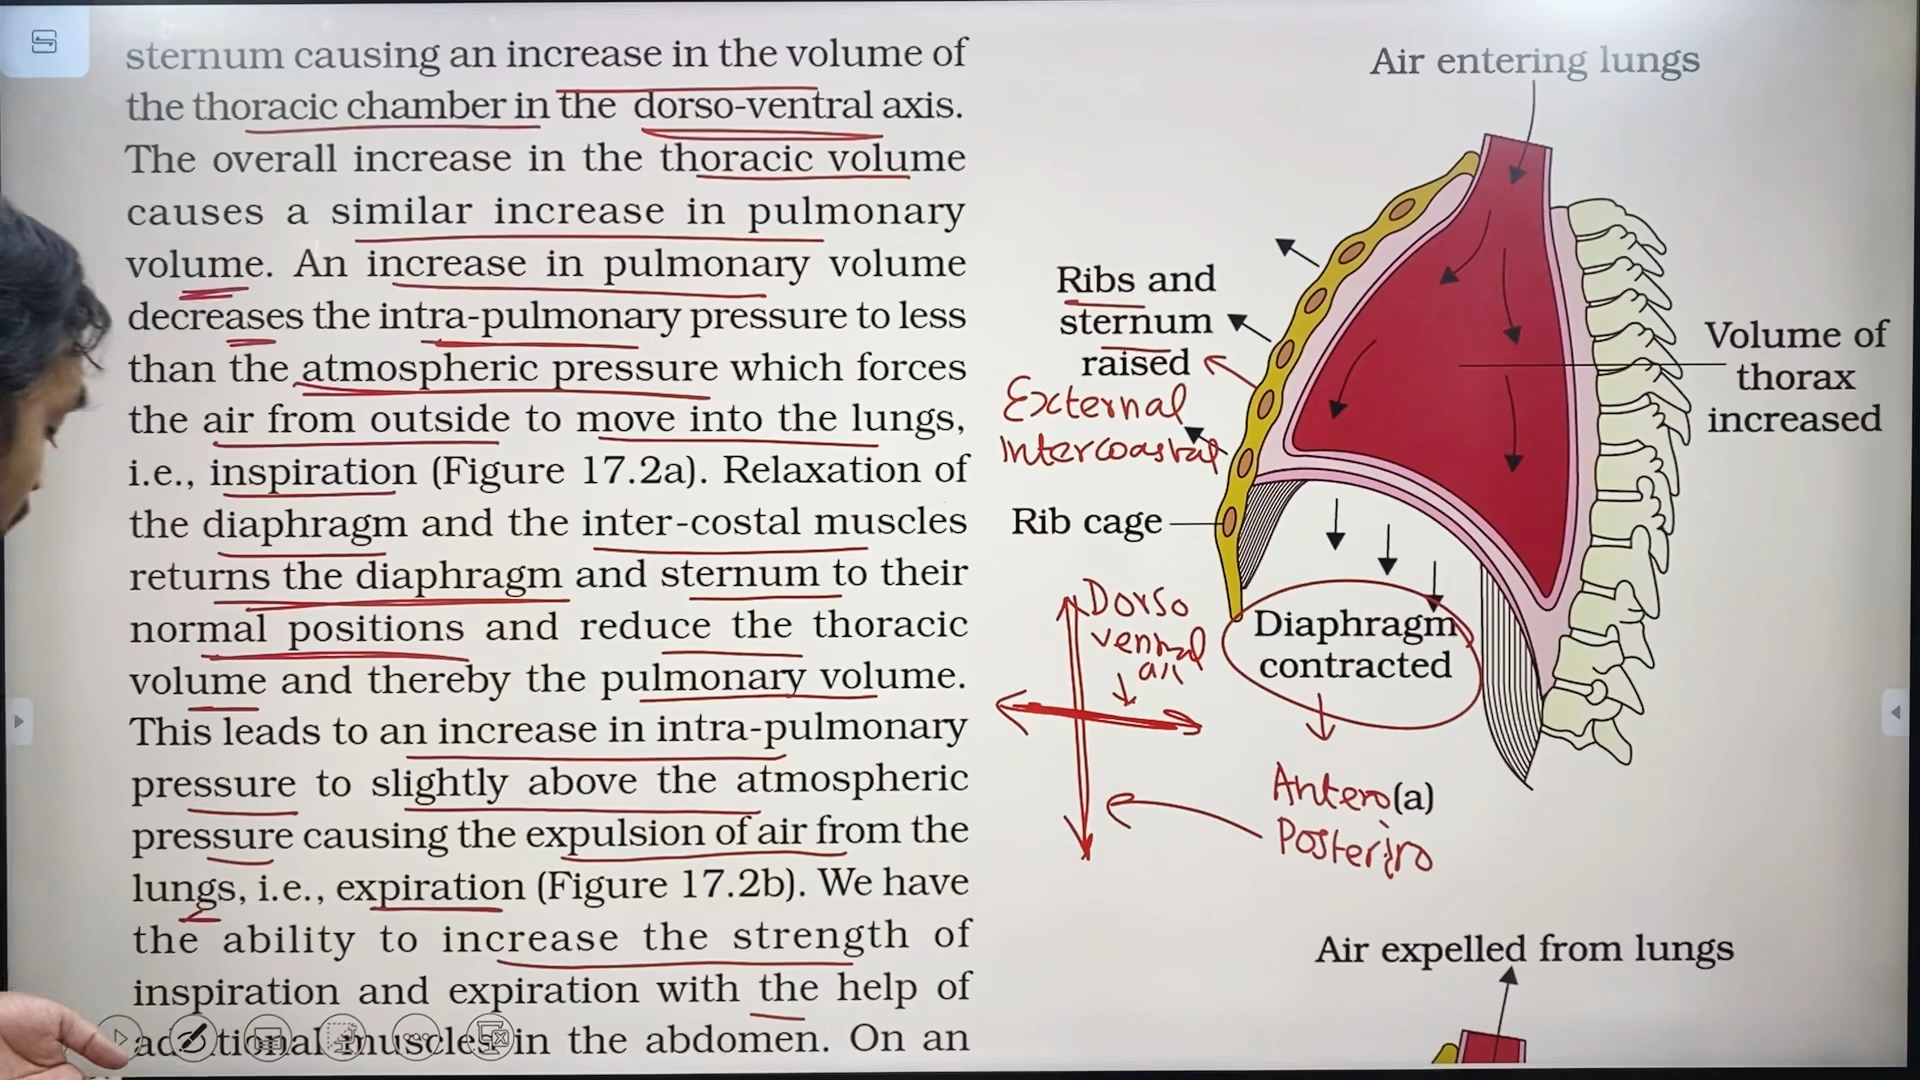 sternum causing an increase in the volume of
the thoracic chamber in the dorso-ventral axis.
The overall increase in the thoracic volume
causes a similar increase in pulmonary
volume. An increase in pulmonary volume
decreases the intra-pulmonary pressure to less
than the atmospheric pressure which forces
the air from outside to move into the lungs,
i.e., inspiration (Figure 17.2a). Relaxation of
the diaphragm and the inter-costal muscles
returns the diaphragm and sternum to their
normal positions and reduce the thoracic
volume and thereby the pulmonary volume.
This leads to an increase in intra-pulmonary
pressure to slightly above the atmospheric
pressure causing the expulsion of air from the
lungs, i.e., expiration (Figure 17.2b). We have
the ability to increase the strength of
inspiration and expiration with the help of
additional muscles in the abdomen. On an
Air entering lungs
Ribs and
sternum
raised
External
Intercoastal
Rib cage
Volume of
thorax
increased
Dorso
ventral
Diaphragm
contracted
Antero
(a)
Air expelled from lungs